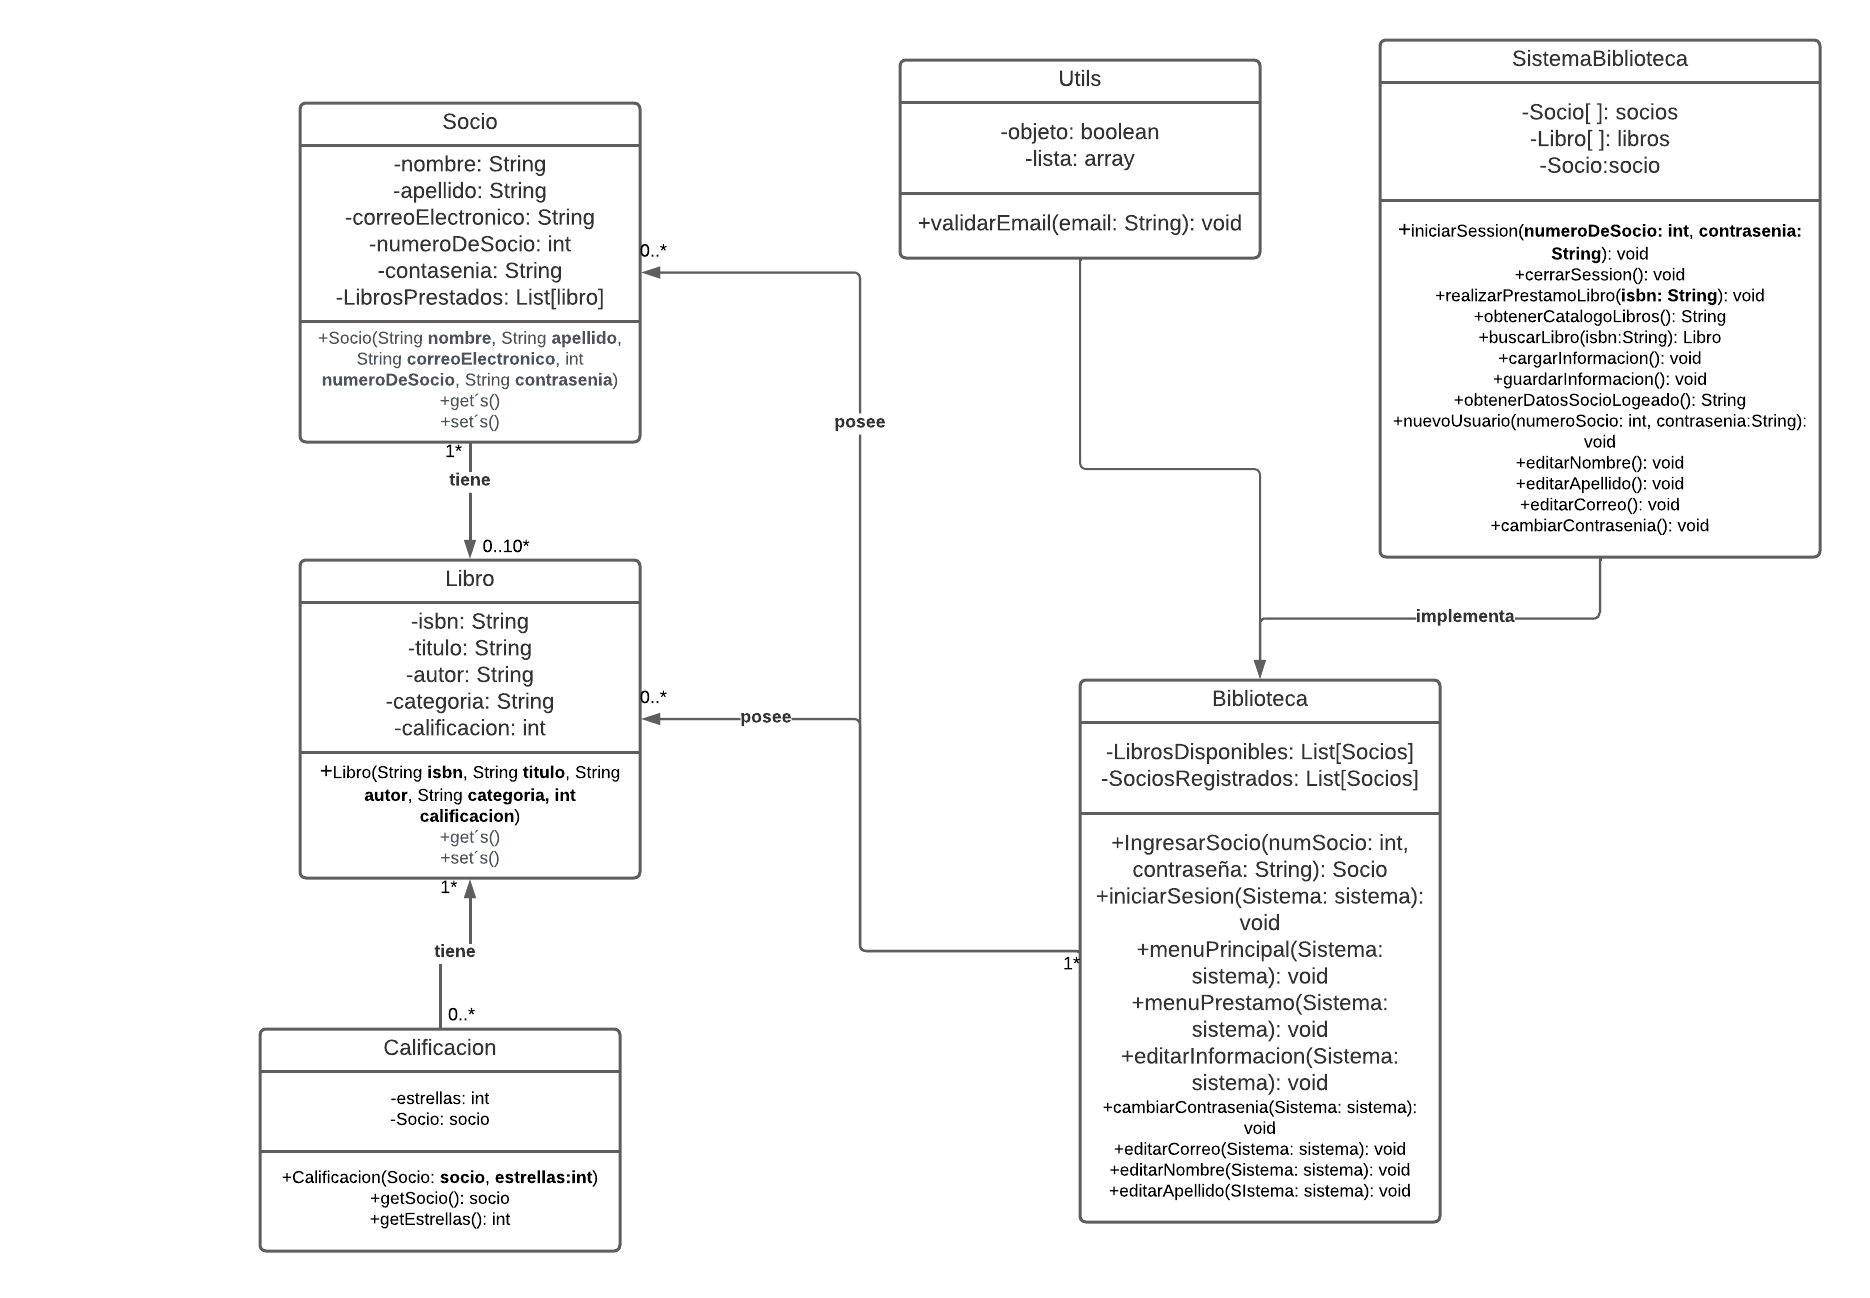 Socio
-nombre: String
-apellido: String
-correoElectronico: String
-numeroDeSocio: int
-contasenia: String
-LibrosPrestados: List[libro]
+Socio(String nombre, String apellido,
String correoElectronico, int
numeroDeSocio, String contrasenia)
+get´s()
+set´s()
1*
tiene
0..10*
Libro
-isbn: String
-titulo: String
-autor: String
-categoria: String
-calificacion: int
+Libro(String isbn, String titulo, String
autor, String categoria, int
calificacion)
+get´s()
+set´s()
1*
tiene
0..*
Calificacion
-estrellas: int
-Socio: socio
+Calificacion(Socio: socio, estrellas:int)
+getSocio(): socio
+getEstrellas(): int
0..*
posee
0..*
posee
1*
Utils
-objeto: boolean
-lista: array
+validarEmail(email: String): void
SistemaBiblioteca
-Socio[ ]: socios
-Libro[ ]: libros
-Socio:socio
+iniciarSession(numeroDeSocio: int, contrasenia:
String): void
+cerrarSession(): void
+realizarPrestamoLibro(isbn: String): void
+obtenerCatalogoLibros(): String
+buscarLibro(isbn:String): Libro
+cargarInformacion(): void
+guardarInformacion(): void
+obtenerDatosSocioLogeado(): String
+nuevoUsuario(numeroSocio: int, contrasenia:String):
void
+editarNombre(): void
+editarApellido(): void
+editarCorreo(): void
+cambiarContrasenia(): void
implementa
Biblioteca
-LibrosDisponibles: List[Socios]
-SociosRegistrados: List[Socios]
+IngresarSocio(numSocio: int,
contraseña: String): Socio
+iniciarSesion(Sistema: sistema):
void
+menuPrincipal(Sistema:
sistema): void
+menuPrestamo(Sistema:
sistema): void
+editarInformacion(Sistema:
sistema): void
+cambiarContrasenia(Sistema: sistema):
void
+editarCorreo(Sistema: sistema): void
+editarNombre(Sistema: sistema): void
+editarApellido(SIstema: sistema): void